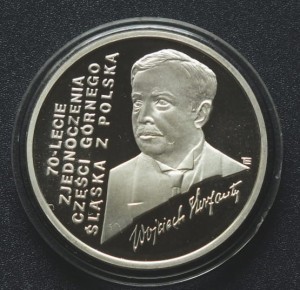 70-LECIE
ZJEDNOCZENIA
CZĘŚCI GÓRNEGO
ŚLĄSKA Z POLSKĄ
Wojciech Korfanty